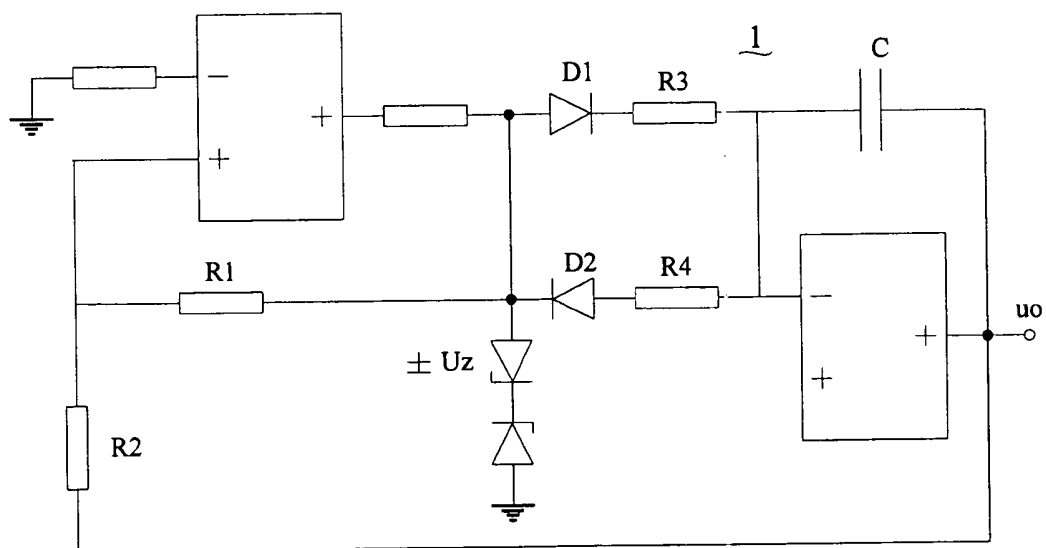 1
C
D1
R3
−
+
+
R1
D2
R4
−
+
+
uo
± Uz
R2